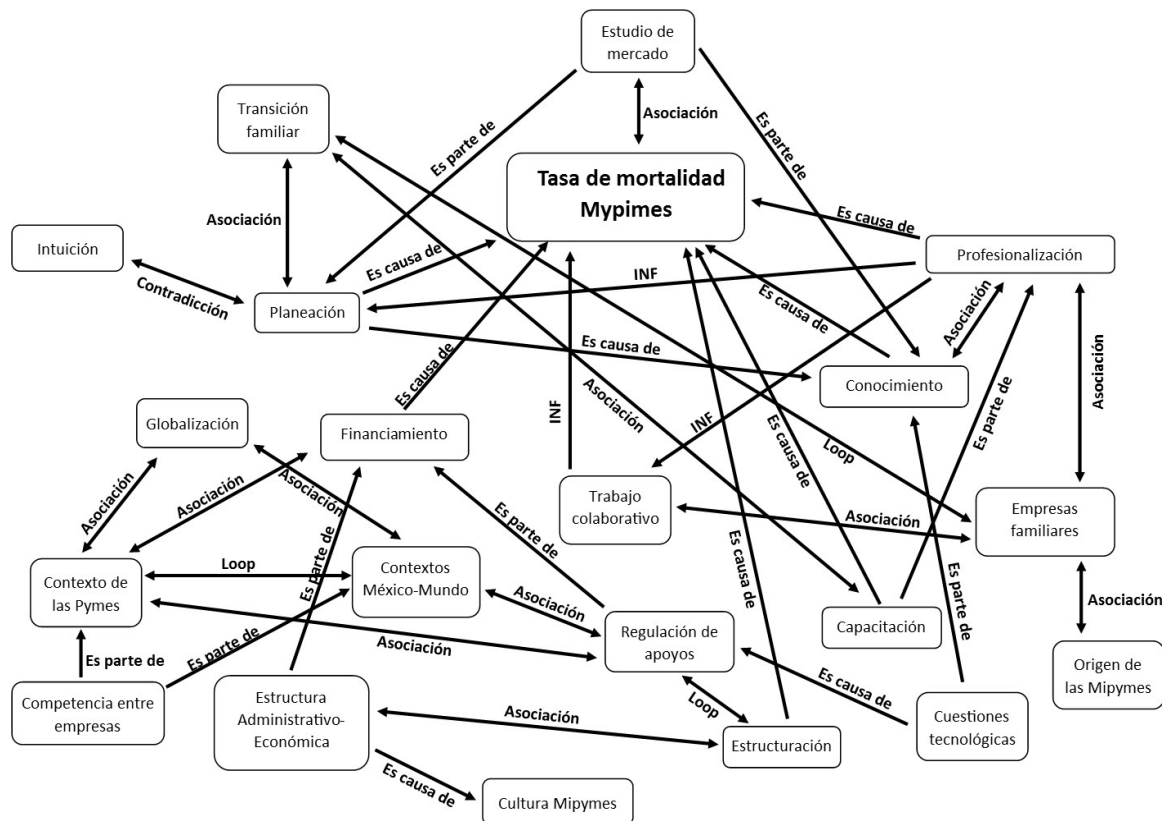 Estudio de
mercado
Asociación
Es parte de
Es parte de
Transición
familiar
Asociación
Tasa de mortalidad
Mypimes
Es causa de
Profesionalización
Intuición
Contradicción
Planeación
Es causa de
INF
Es causa de
Asociación
Es causa de
Conocimiento
Asociación
Es parte de
Es causa de
Asociación
INF
INF
Es causa de
Loop
Globalización
Financiamiento
Asociación
Asociación
Asociación
Trabajo
colaborativo
Asociación
Empresas
familiares
Es parte de
Es parte de
Contexto de
las Pymes
Loop
Contextos
México-Mundo
Asociación
Es causa de
Capacitación
Es parte de
Asociación
Regulación de
apoyos
Asociación
Origen de
las Mipymes
Es parte de
Es parte de
Competencia entre
empresas
Estructura
Administrativo-
Económica
Asociación
Loop
Estructuración
Es causa de
Cuestiones
tecnológicas
Es causa de
Cultura Mipymes